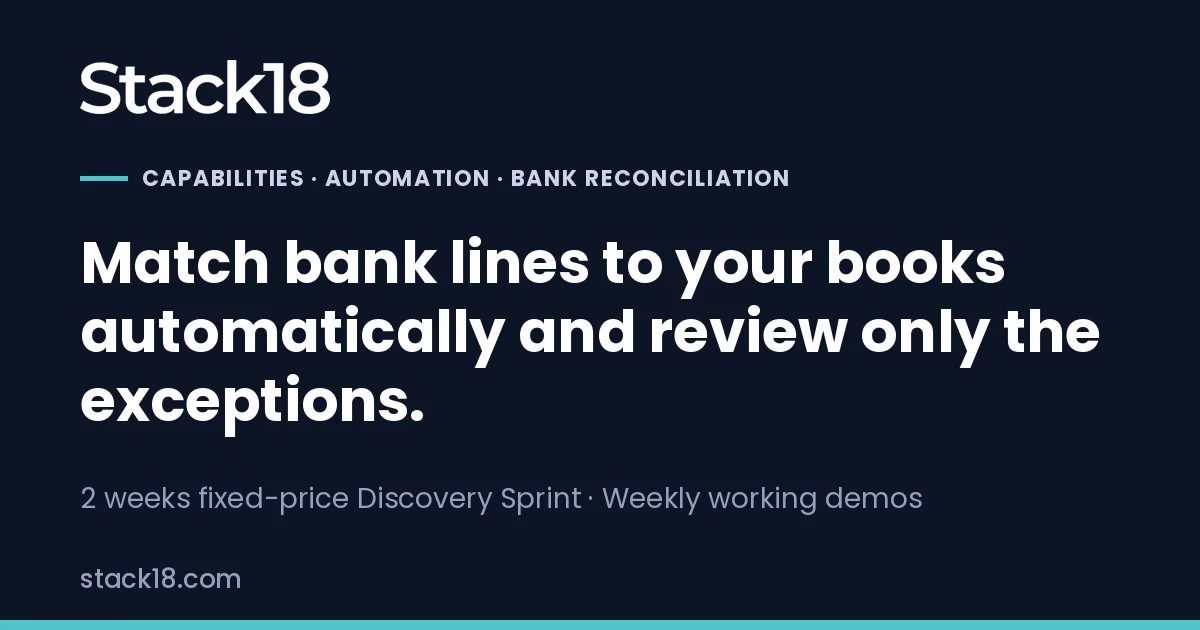 Stack18
CAPABILITIES · AUTOMATION · BANK RECONCILIATION
Match bank lines to your books
automatically and review only the
exceptions.
2 weeks fixed-price Discovery Sprint · Weekly working demos
stack18.com